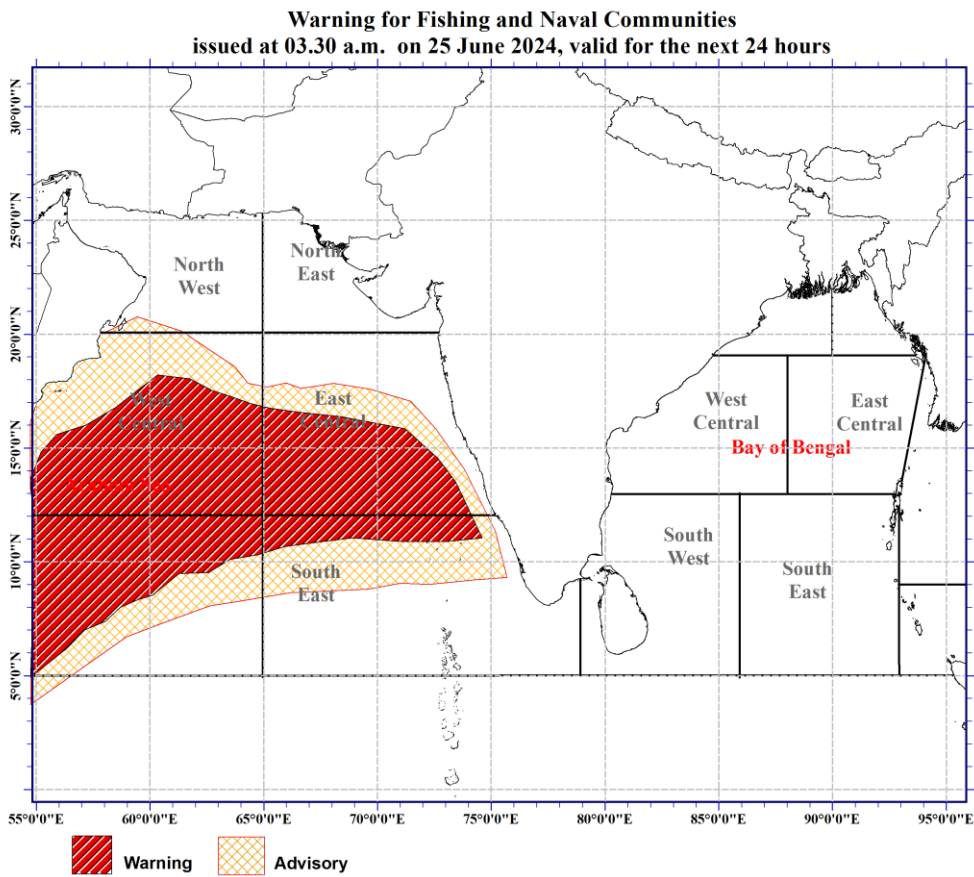 Warning for Fishing and Naval Communities
issued at 03.30 a.m. on 25 June 2024, valid for the next 24 hours
30°0'0"N
25°0'0"N
20°0'0"N
15°0'0"N
10°0'0"N
5°0'0"N
North
West
North
East
West
Central
East
Central
South
East
West
Central
East
Central
Bay of Bengal
South
West
South
East
55°0'0"E
60°0'0"E
65°0'0"E
70°0'0"E
75°0'0"E
80°0'0"E
85°0'0"E
90°0'0"E
95°0'0"E
Warning
Advisory